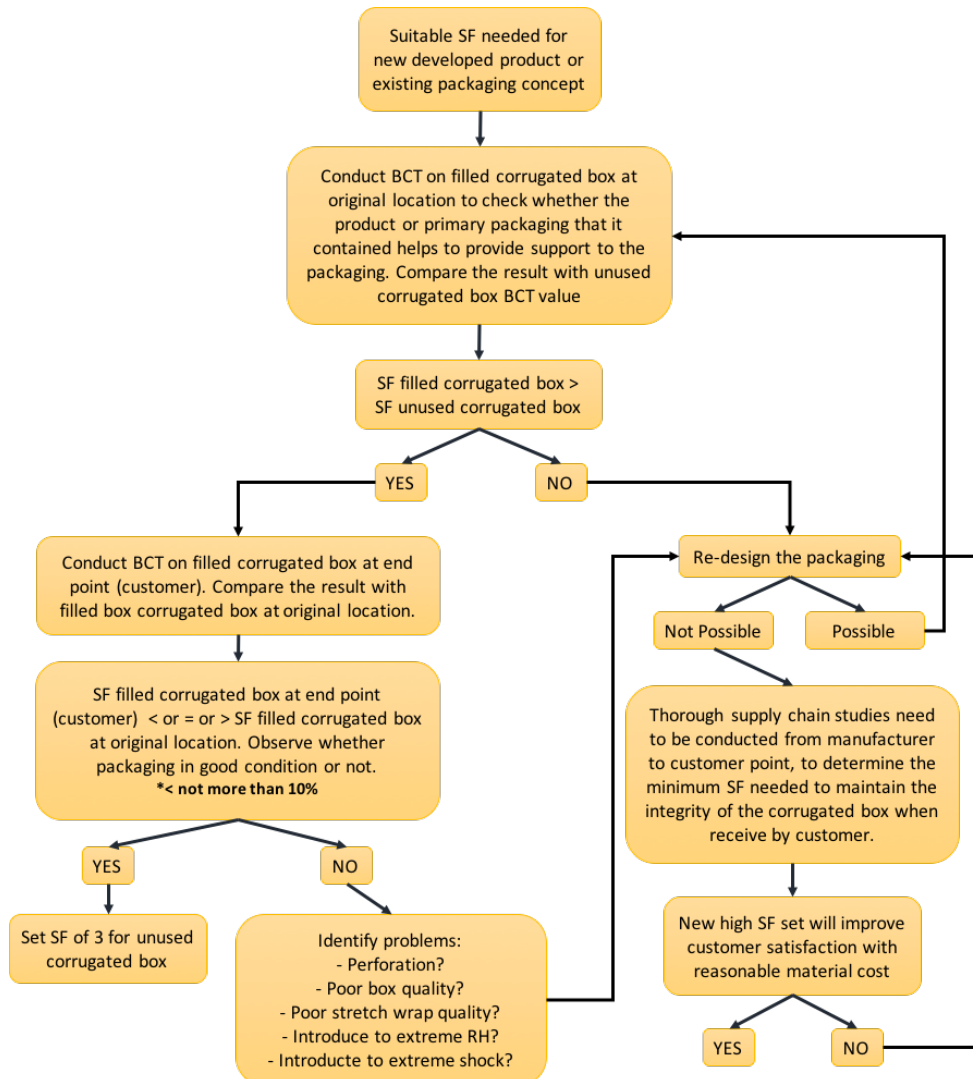 Suitable SF needed for
new developed product or
existing packaging concept
Conduct BCT on filled corrugated box at
original location to check whether the
product or primary packaging that it
contained helps to provide support to the
packaging. Compare the result with unused
corrugated box BCT value
SF filled corrugated box >
SF unused corrugated box
YES
NO
Conduct BCT on filled corrugated box at end
point (customer). Compare the result with
filled box corrugated box at original location.
Re-design the packaging
Not Possible
Possible
SF filled corrugated box at end point
(customer) < or = or > SF filled corrugated box
at original location. Observe whether
packaging in good condition or not.
*< not more than 10%
Thorough supply chain studies need
to be conducted from manufacturer
to customer point, to determine the
minimum SF needed to maintain the
integrity of the corrugated box when
receive by customer.
YES
NO
Set SF of 3 for unused
corrugated box
Identify problems:
- Perforation?
- Poor box quality?
- Poor stretch wrap quality?
- Introduce to extreme RH?
- Introducte to extreme shock?
New high SF set will improve
customer satisfaction with
reasonable material cost
YES
NO